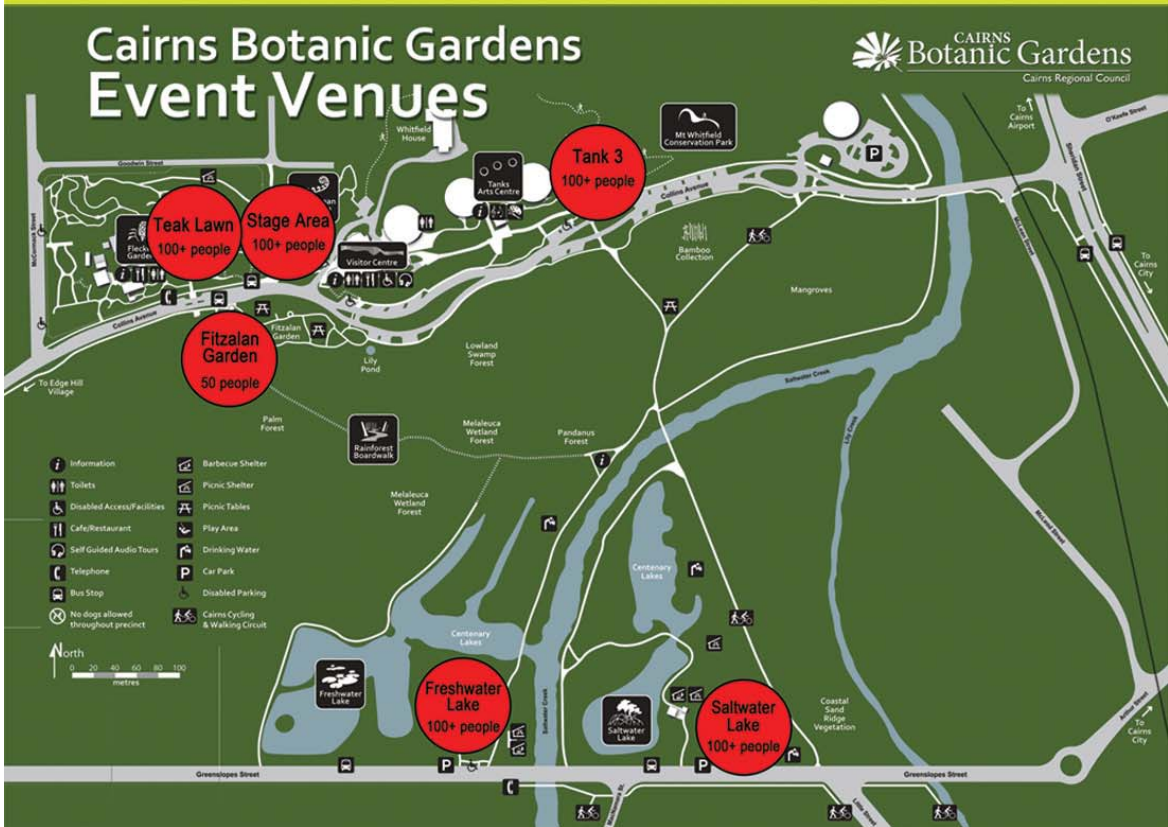 Cairns Botanic Gardens
Event Venues
CAIRNS
Botanic Gardens
Cairns Regional Council
To
Cairns
Airport
O'Keefe Street
Sheridan Street
Whitfield
House
Mt Whitfield
Conservation Park
Tank 3
100+ people
P
Goodwin Street
Tanks
Arts Centre
Collins Avenue
McCormack Street
Teak Lawn
100+ people
Stage Area
100+ people
Visitor Centre
Bamboo
Collection
Mangroves
To
Cairns
City
Collins Avenue
Fitzalan
Garden
Fitzalan
Garden
50 people
Lily
Pond
Lowland
Swamp
Forest
To Edge Hill
Village
Saltwater Creek
Lily Creek
Palm
Forest
Rainforest
Boardwalk
Melaleuca
Wetland
Forest
Pandanus
Forest
Melaleuca
Wetland
Forest
McLeod Street
Information
Toilets
Disabled Access/Facilities
Cafe/Restaurant
Self Guided Audio Tours
Telephone
Bus Stop
No dogs allowed
throughout precinct
Barbecue Shelter
Picnic Shelter
Picnic Tables
Play Area
Drinking Water
P
Car Park
Disabled Parking
Cairns Cycling
& Walking Circuit
North
0 20 40 60 80 100
metres
Centenary
Lakes
Centenary
Lakes
Freshwater
Lake
Freshwater
Lake
100+ people
Saltwater Creek
Saltwater
Lake
Saltwater
Lake
100+ people
Coastal
Sand
Ridge
Vegetation
Arthur Street
To
Cairns
City
P
P
Greenslopes Street
Greenslopes Street
Little Street